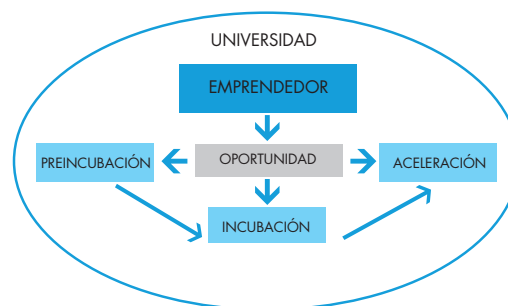 UNIVERSIDAD
EMPRENDEDOR
PREINCUBACIÓN
OPORTUNIDAD
ACELERACIÓN
INCUBACIÓN